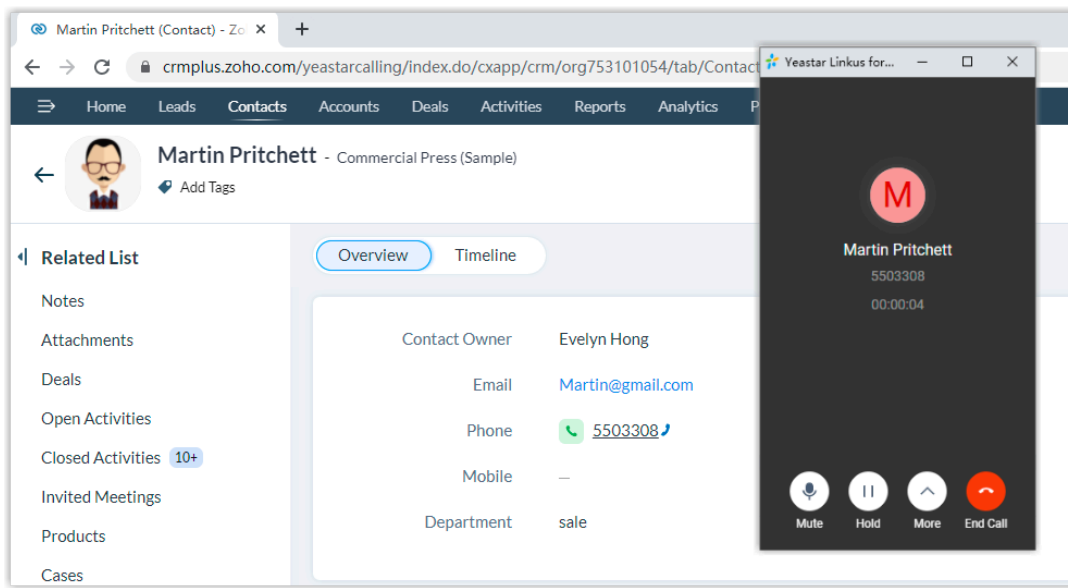 Martin Pritchett (Contact) - Zo
crmplus.zoho.com/yeastarcalling/index.do/cxapp/crm/org753101054/tab/Contac
Home Leads Contacts Accounts Deals Activities Reports Analytics P
Martin Pritchett - Commercial Press (Sample)
Add Tags
Related List
Notes
Attachments
Deals
Open Activities
Closed Activities 10+
Invited Meetings
Products
Cases
Overview Timeline
Contact Owner Evelyn Hong
Email Martin@gmail.com
Phone 5503308
Mobile —
Department sale
Yeastar Linkus for...
M
Martin Pritchett
5503308
00:00:04
Mute Hold More End Call